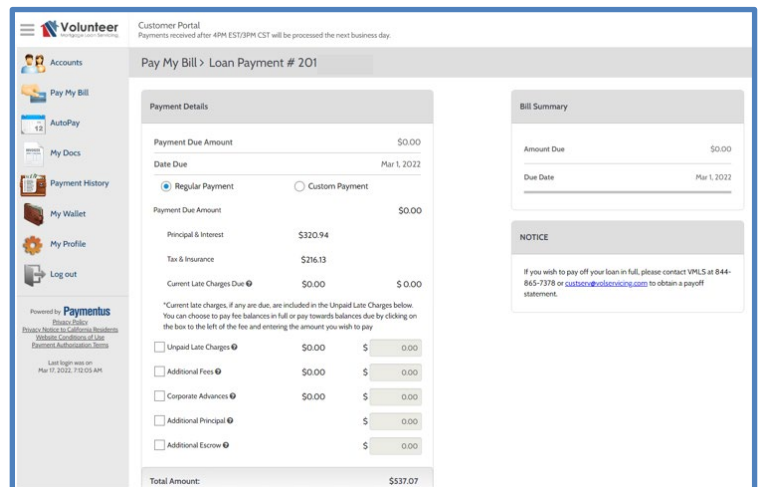 Volunteer
Mortgage Loan Servicing
Customer Portal
Payments received after 4PM EST/3PM CST will be processed the next business day.
Accounts
Pay My Bill
AutoPay
12
My Docs
Payment History
My Wallet
My Profile
Log out
Powered by Paymentus
Privacy Policy
Privacy Notice to California Residents
Website Conditions of Use
Payment Authorization Terms
Last login was on
Mar 17, 2022, 7:12:05 AM
Pay My Bill > Loan Payment # 201
Payment Details
Payment Due Amount $0.00
Date Due Mar 1, 2022
Regular Payment Custom Payment
Payment Due Amount $0.00
Principal & Interest $320.94
Tax & Insurance $216.13
Current Late Charges Due $0.00 $ 0.00
*Current late charges, if any are due, are included in the Unpaid Late Charges below.
You can choose to pay fee balances in full or pay towards balances due by clicking on
the box to the left of the fee and entering the amount you wish to pay
Unpaid Late Charges $0.00 $ 0.00
Additional Fees $0.00 $ 0.00
Corporate Advances $0.00 $ 0.00
Additional Principal $ 0.00
Additional Escrow $ 0.00
Total Amount: $537.07
Bill Summary
Amount Due $0.00
Due Date Mar 1, 2022
NOTICE
If you wish to pay off your loan in full, please contact VMLS at 844-
865-7378 or custserv@volservicing.com to obtain a payoff
statement.